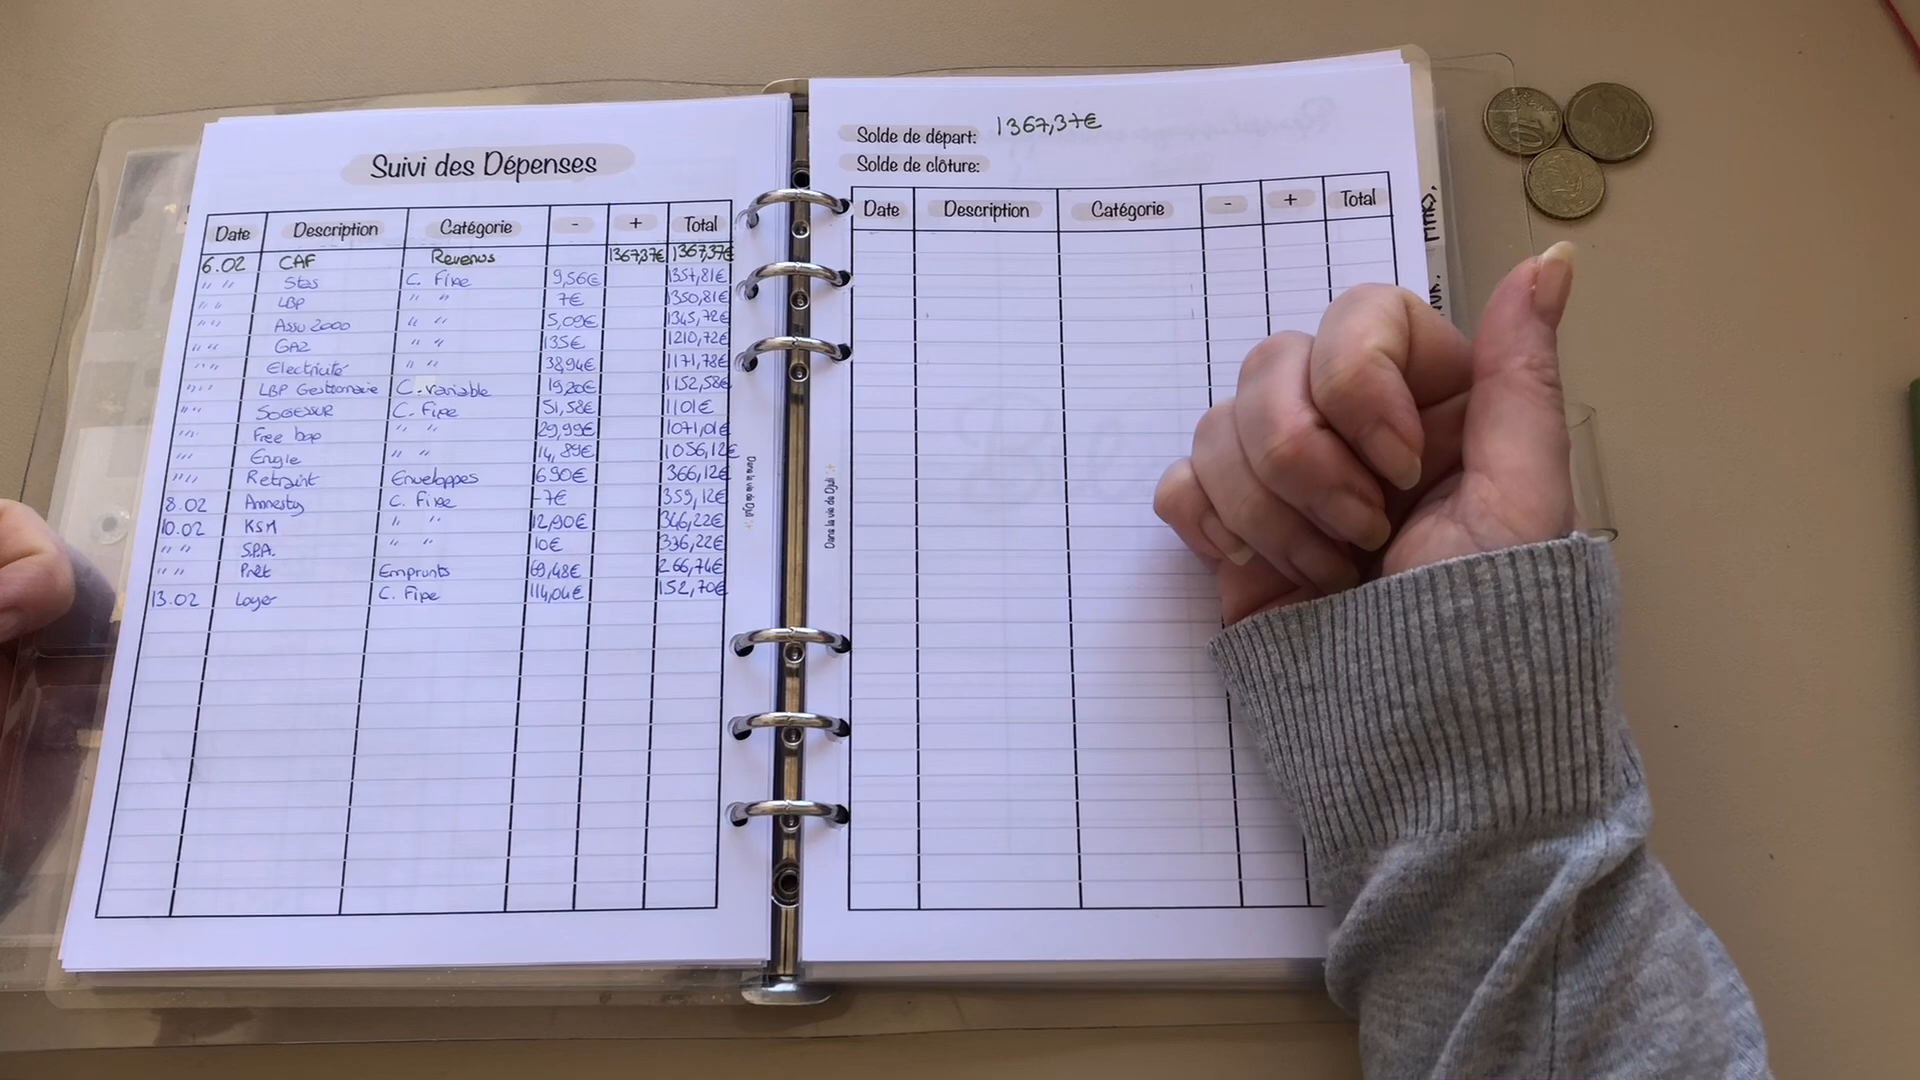 Suivi des Dépenses
Date Description Catégorie - + Total
6.02 CAF Revenus 1367,37€ 1367,37€
" " Stas C. Fixe 9,56€ 1357,81€
" " LBP " " 7€ 1350,81€
" " Assu 2000 " " 5,09€ 1345,72€
" " GAZ " " 135€ 1210,72€
" " Electricité " " 38,94€ 1171,78€
" " LBP Gestionnaire C. variable 19,20€ 1152,58€
" " SOGESSUR C. Fixe 51,58€ 1101€
" " Free box " " 29,99€ 1071,01€
" " Engie " " 14,89€ 1056,12€
" " Retrait Enveloppes 690€ 366,12€
8.02 Amnesty C. Fixe -7€ 359,12€
10.02 KSM " " 12,90€ 346,22€
" " S.P.A. " " 10€ 336,22€
" " Prêt Emprunts 69,48€ 266,74€
13.02 Loyer C. Fixe 114,04€ 152,70€
Dans la vie de Djuli
Solde de départ: 1367,37€
Solde de clôture:
Date Description Catégorie - + Total
Dans la vie de Djuli
MARD.